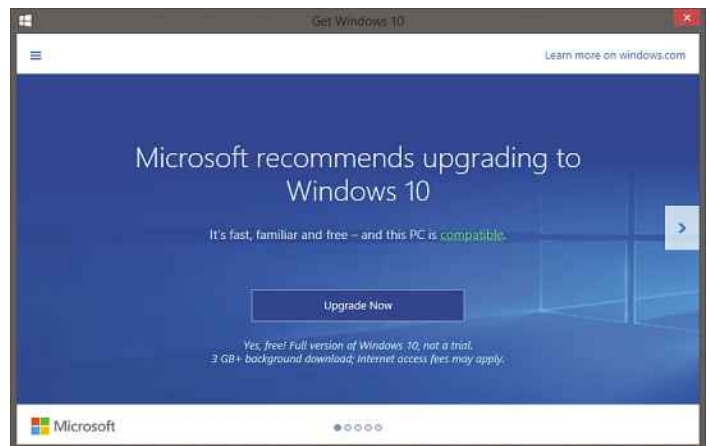 Get Windows 10
Learn more on windows.com
Microsoft recommends upgrading to
Windows 10
It's fast, familiar and free – and this PC is compatible.
Upgrade Now
Yes, free! Full version of Windows 10, not a trial.
3 GB+ background download; Internet access fees may apply.
Microsoft